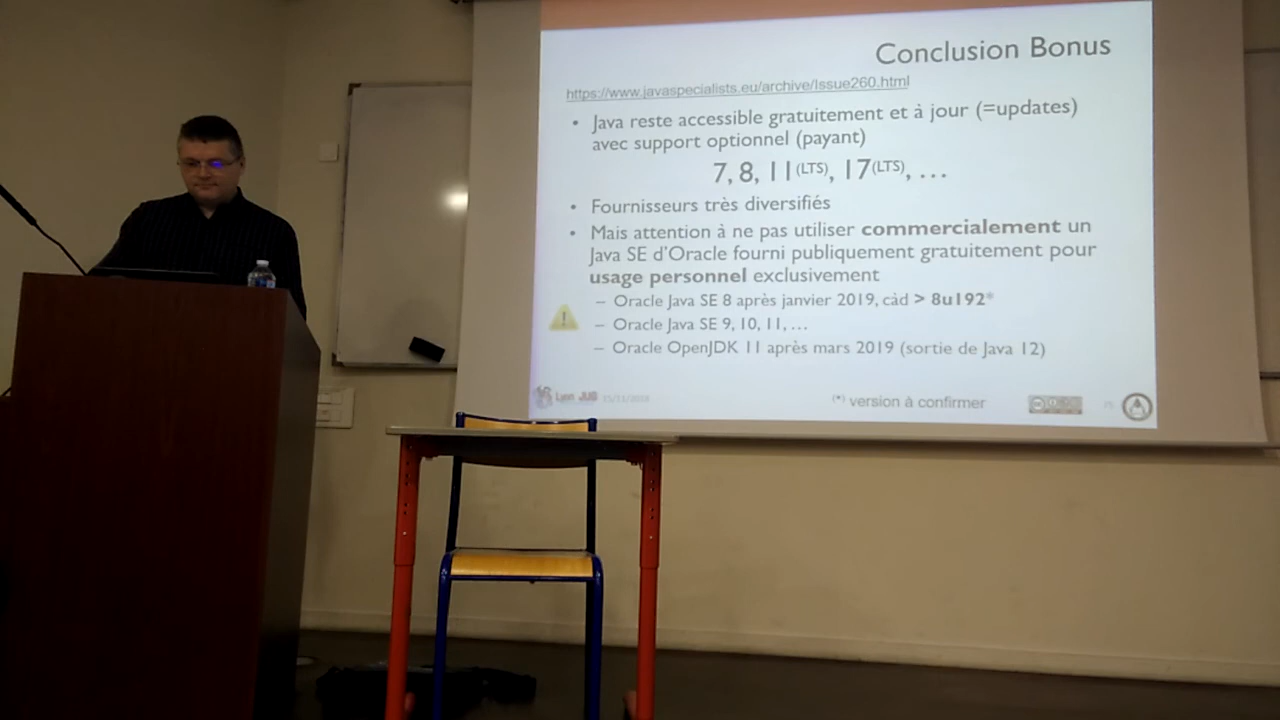 Conclusion Bonus
https://www.javaspecialists.eu/archive/Issue260.html
• Java reste accessible gratuitement et à jour (=updates)
avec support optionnel (payant)
7, 8, 11(LTS), 17(LTS), …
• Fournisseurs très diversifiés
• Mais attention à ne pas utiliser commercialement un
Java SE d'Oracle fourni publiquement gratuitement pour
usage personnel exclusivement
– Oracle Java SE 8 après janvier 2019, càd > 8u192*
– Oracle Java SE 9, 10, 11, …
– Oracle OpenJDK 11 après mars 2019 (sortie de Java 12)
Lyon JUG
(*) version à confirmer